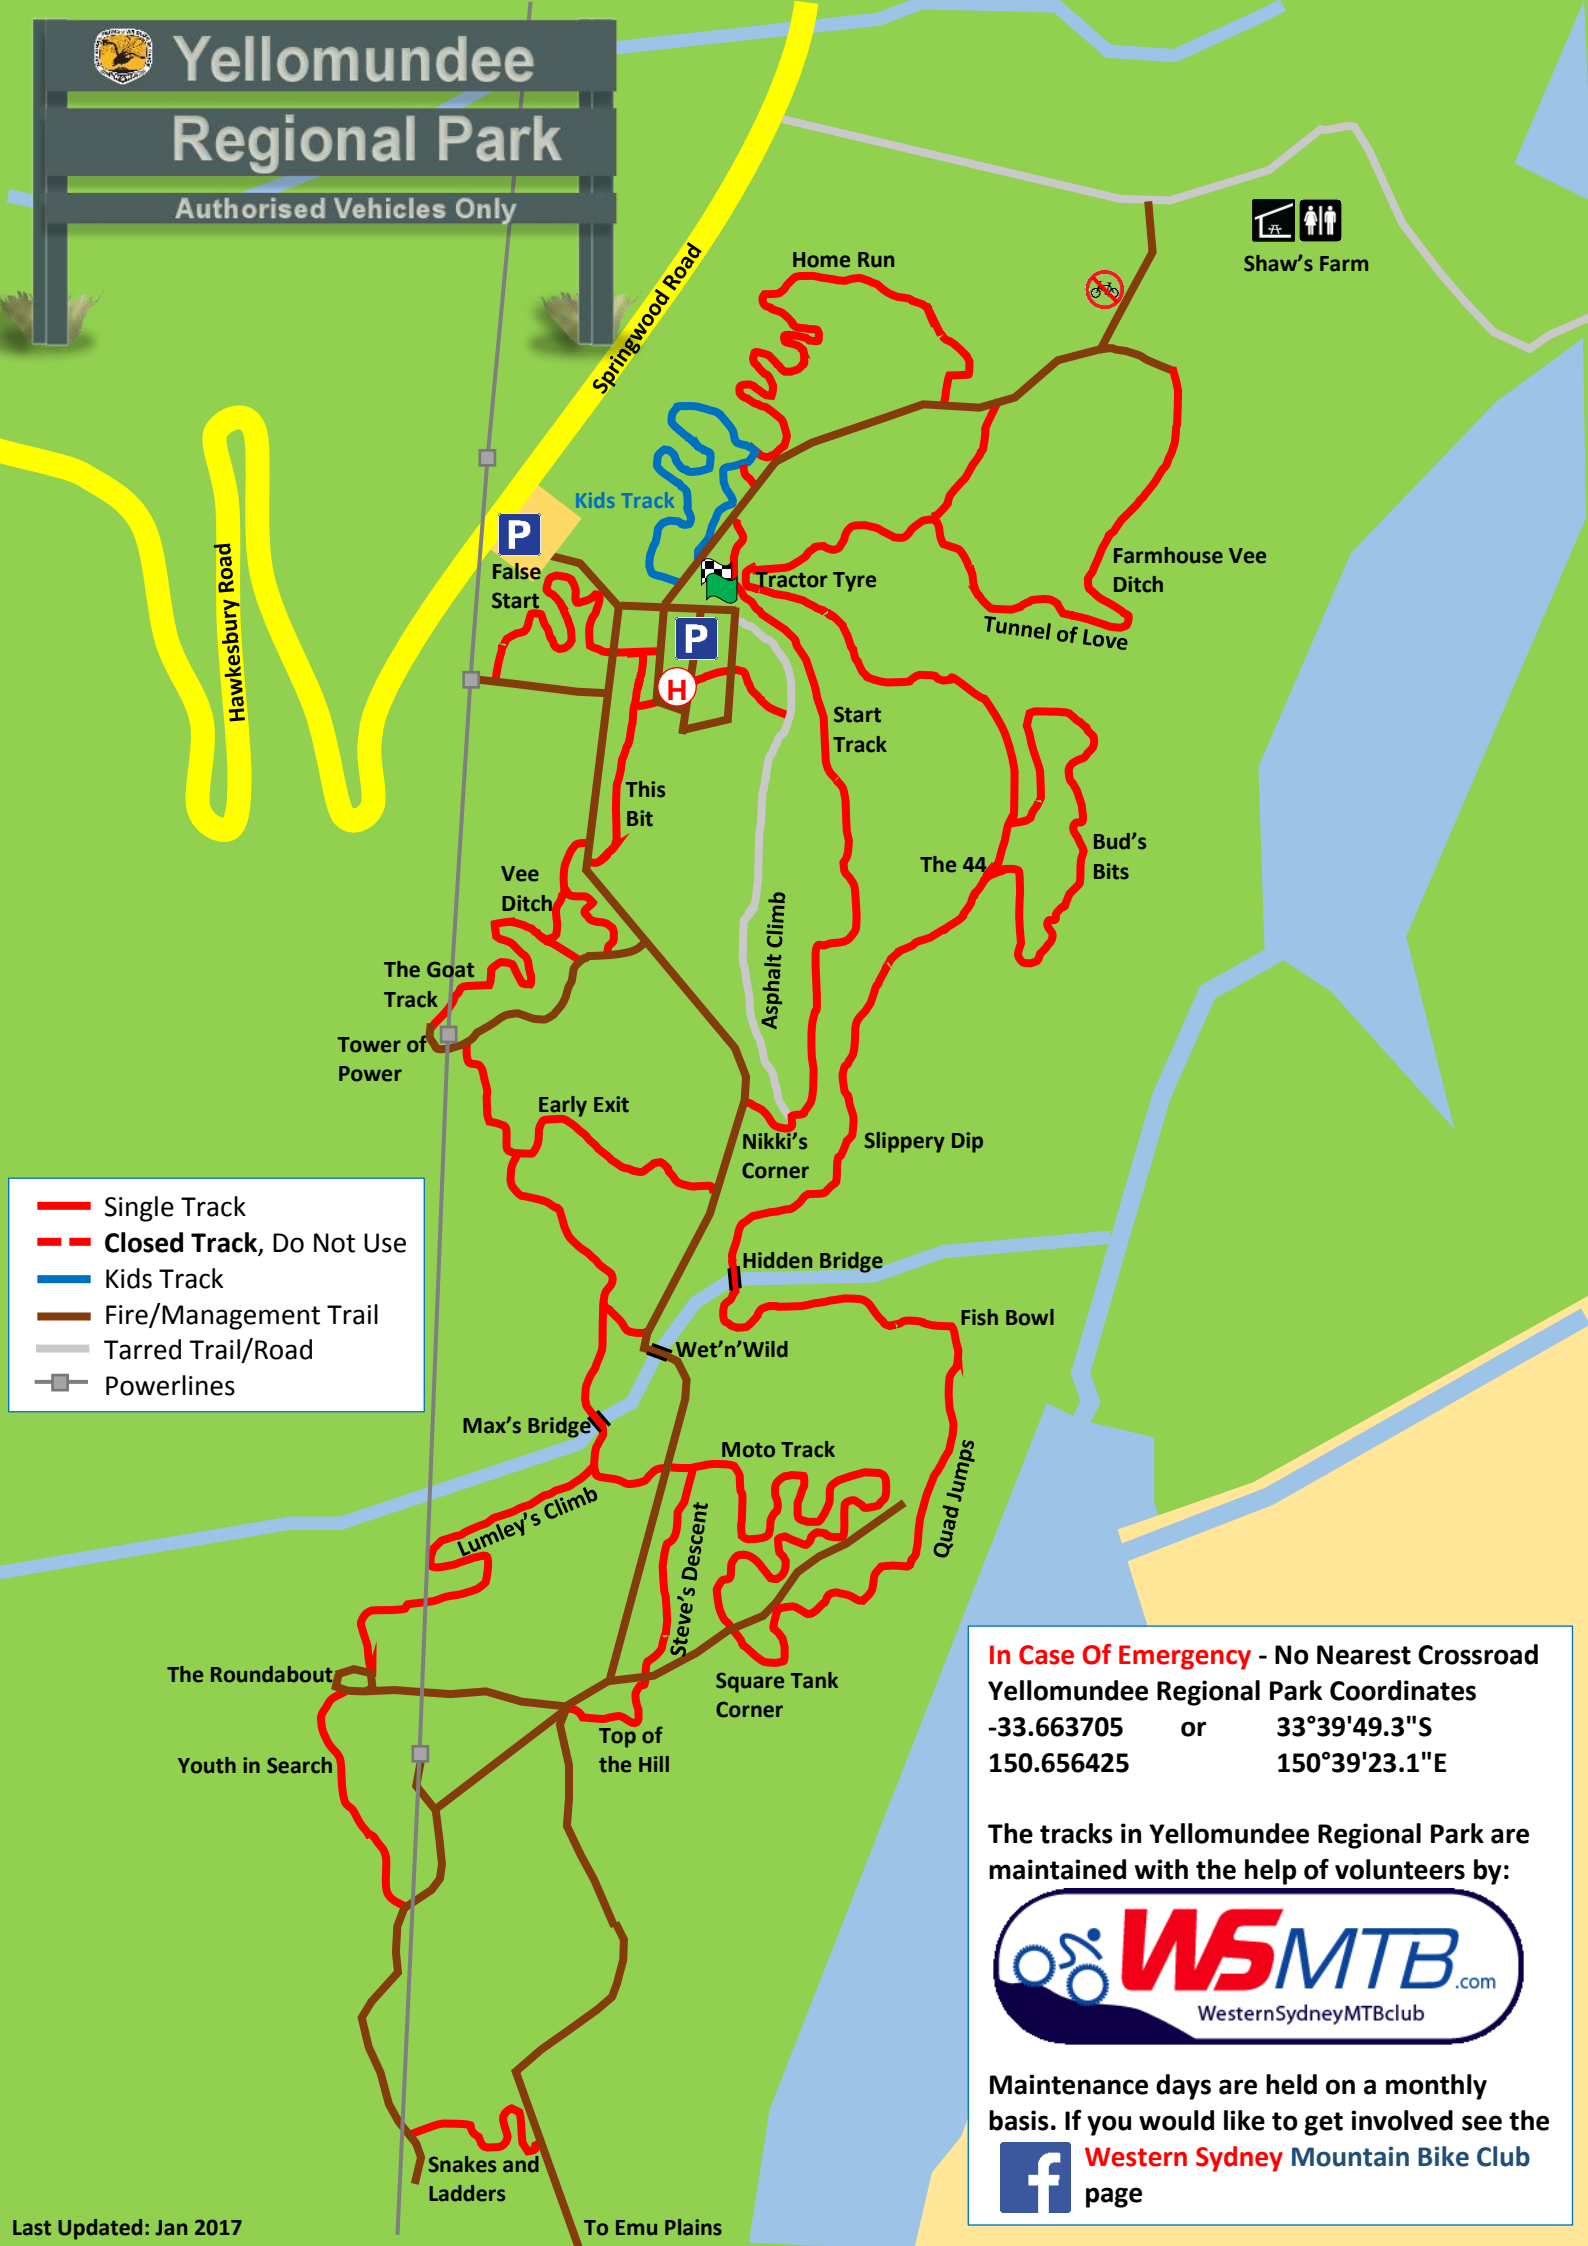 Yellomundee
Regional Park
Authorised Vehicles Only
Springwood Road
Hawkesbury Road
Home Run
Shaw's Farm
Kids Track
P
False
Start
Tractor Tyre
Farmhouse Vee
Ditch
Tunnel of Love
P
H
Start
Track
This
Bit
The 44
Bud's
Bits
Vee
Ditch
Asphalt Climb
The Goat
Track
Tower of
Power
Early Exit
Nikki's
Corner
Slippery Dip
Single Track
Closed Track, Do Not Use
Kids Track
Fire/Management Trail
Tarred Trail/Road
Powerlines
Hidden Bridge
Fish Bowl
Wet'n'Wild
Max's Bridge
Moto Track
Quad Jumps
Lumley's Climb
Steve's Descent
The Roundabout
Square Tank
Corner
Top of
the Hill
Youth in Search
Snakes and
Ladders
To Emu Plains
Last Updated: Jan 2017
In Case Of Emergency - No Nearest Crossroad
Yellomundee Regional Park Coordinates
-33.663705 or 33°39'49.3"S
150.656425 150°39'23.1"E
The tracks in Yellomundee Regional Park are
maintained with the help of volunteers by:
WSMTB.com
WesternSydneyMTBclub
Maintenance days are held on a monthly
basis. If you would like to get involved see the
f Western Sydney Mountain Bike Club
page